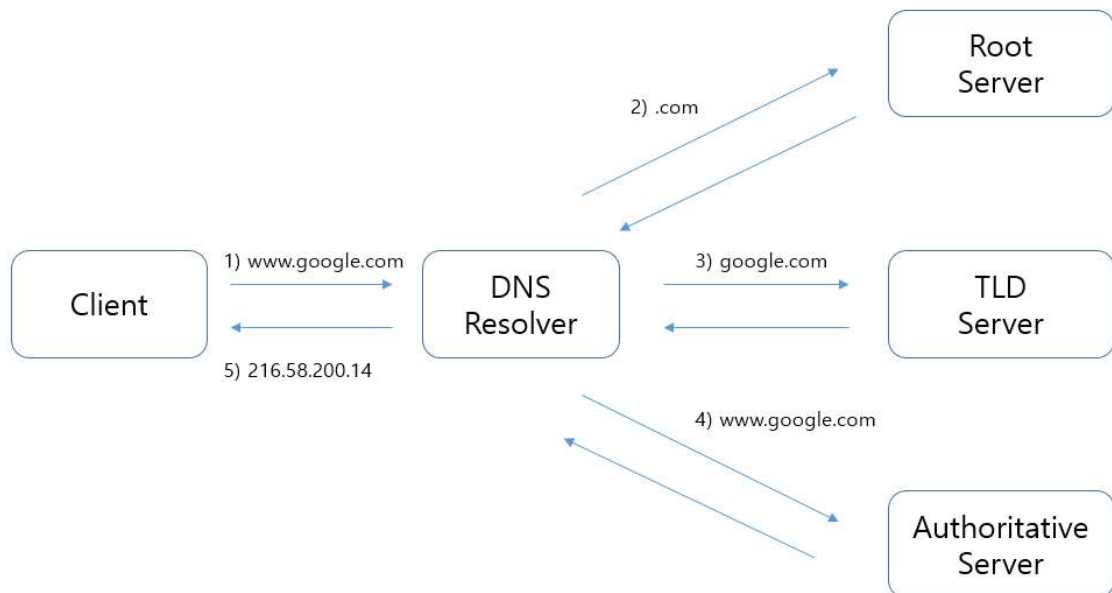 Root
Server
2) .com
1) www.google.com
3) google.com
Client
DNS
Resolver
TLD
Server
5) 216.58.200.14
4) www.google.com
Authoritative
Server